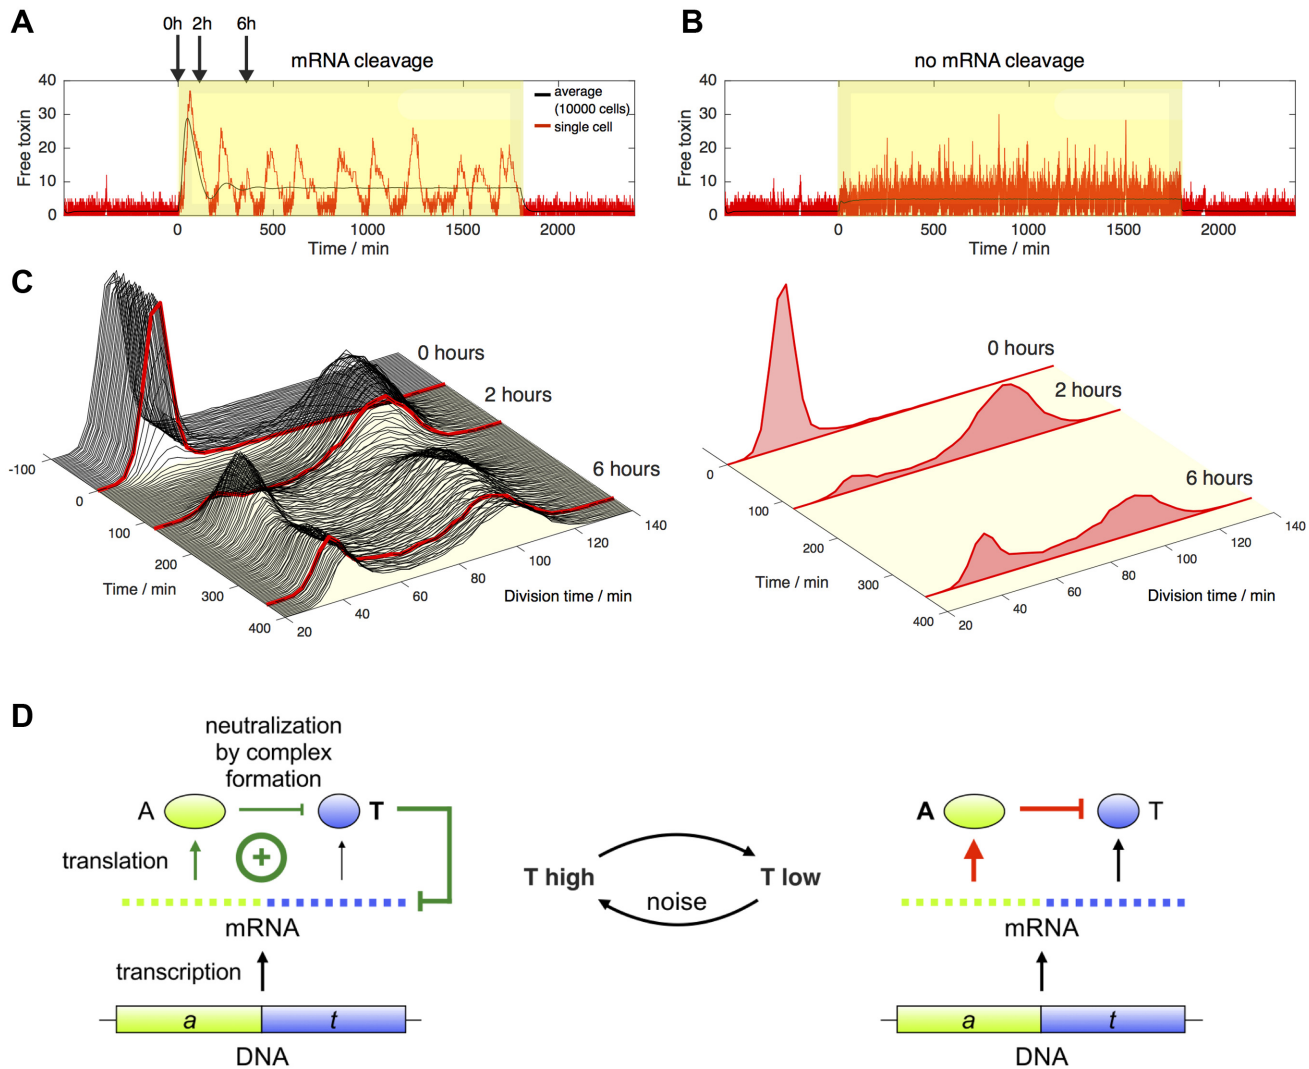 A
0h 2h 6h
mRNA cleavage
Free toxin
40
30
20
10
0
average
(10000 cells)
single cell
0 500 1000 1500 2000
Time / min
B
no mRNA cleavage
Free toxin
40
30
20
10
0
0 500 1000 1500 2000
Time / min
C
0 hours
2 hours
6 hours
-100
0
100
200
300
400
Time / min
20
40
60
80
100
120
140
Division time / min
0 hours
2 hours
6 hours
0
100
200
300
400
Time / min
20
40
60
80
100
120
140
Division time / min
D
neutralization
by complex
formation
A T
translation
+
mRNA
transcription
a t
DNA
T high T low
noise
A T
mRNA
a t
DNA